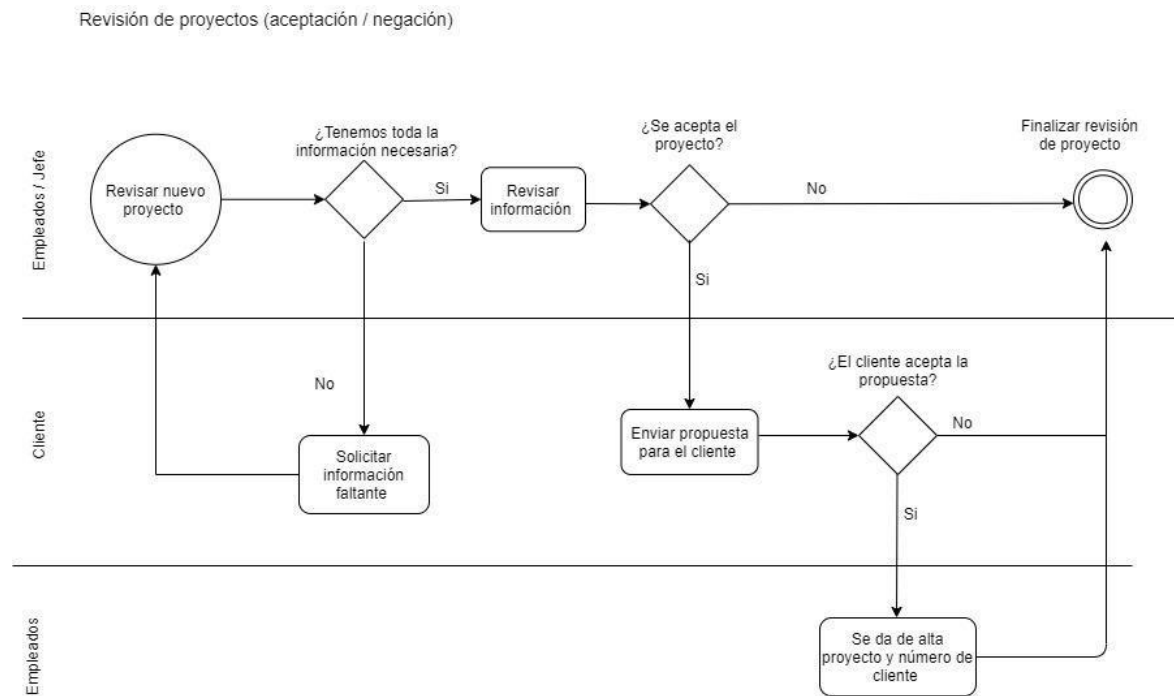 Revisión de proyectos (aceptación / negación)
Empleados / Jefe
Revisar nuevo
proyecto
¿Tenemos toda la
información necesaria?
Si
Revisar
información
¿Se acepta el
proyecto?
No
Finalizar revisión
de proyecto
Si
Cliente
No
Solicitar
información
faltante
Enviar propuesta
para el cliente
¿El cliente acepta la
propuesta?
No
Si
Empleados
Se da de alta
proyecto y número de
cliente